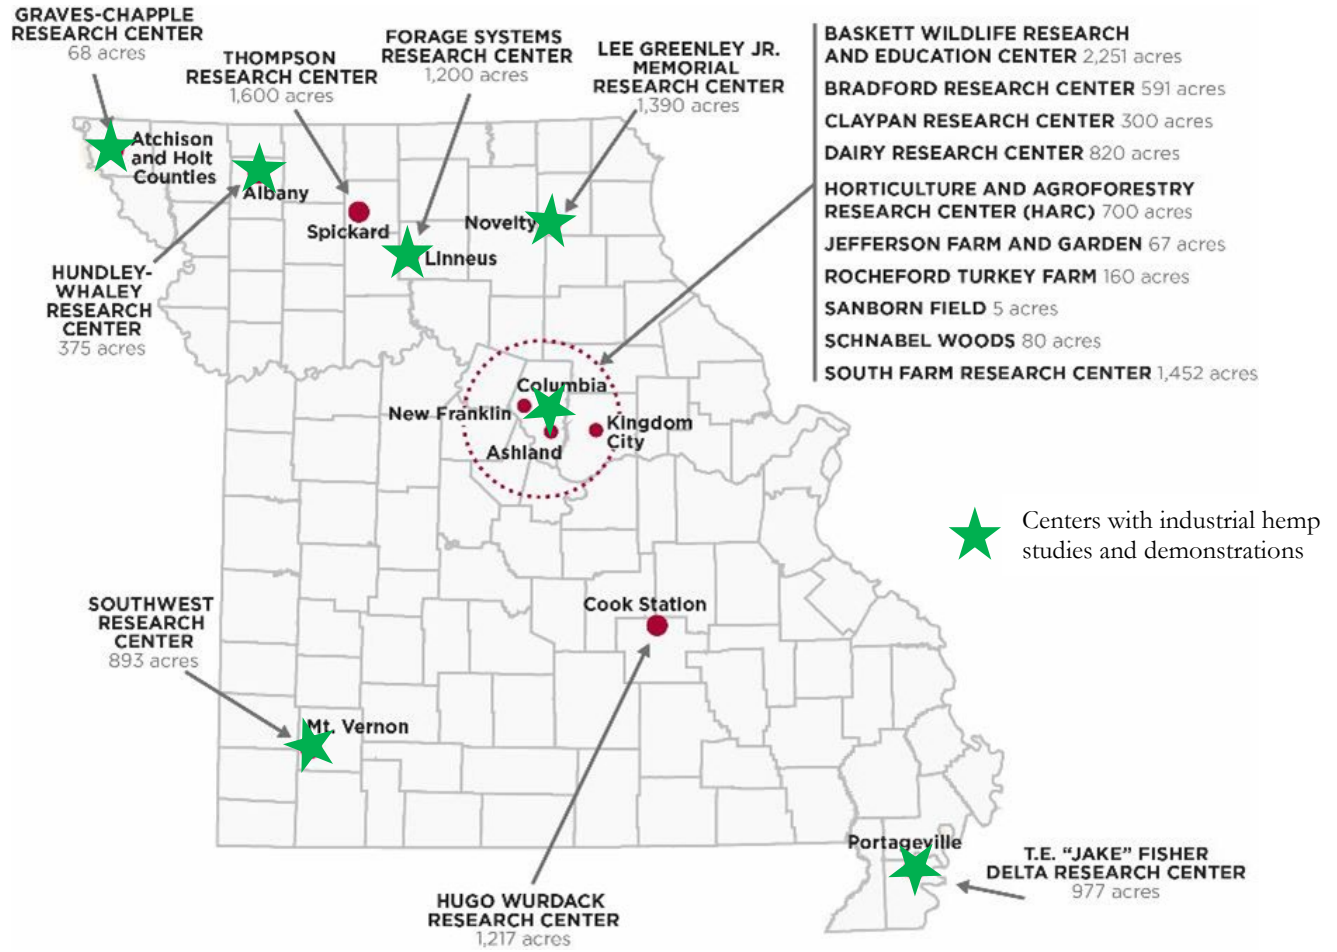 GRAVES-CHAPPLE
RESEARCH CENTER
68 acres
THOMPSON
RESEARCH CENTER
1,600 acres
FORAGE SYSTEMS
RESEARCH CENTER
1,200 acres
LEE GREENLEY JR.
MEMORIAL
RESEARCH CENTER
1,390 acres
BASKETT WILDLIFE RESEARCH
AND EDUCATION CENTER 2,251 acres
BRADFORD RESEARCH CENTER 591 acres
CLAYPAN RESEARCH CENTER 300 acres
DAIRY RESEARCH CENTER 820 acres
HORTICULTURE AND AGROFORESTRY
RESEARCH CENTER (HARC) 700 acres
JEFFERSON FARM AND GARDEN 67 acres
ROCHEFORD TURKEY FARM 160 acres
SANBORN FIELD 5 acres
SCHNABEL WOODS 80 acres
SOUTH FARM RESEARCH CENTER 1,452 acres
Atchison
and Holt
Counties
Albany
Spickard
Linneus
Novelty
HUNDLEY-
WHALEY
RESEARCH
CENTER
375 acres
Columbia
New Franklin
Ashland
Kingdom
City
Centers with industrial hemp
studies and demonstrations
Cook Station
SOUTHWEST
RESEARCH
CENTER
893 acres
Mt. Vernon
Portageville
T.E. “JAKE” FISHER
DELTA RESEARCH CENTER
977 acres
HUGO WURDACK
RESEARCH CENTER
1,217 acres